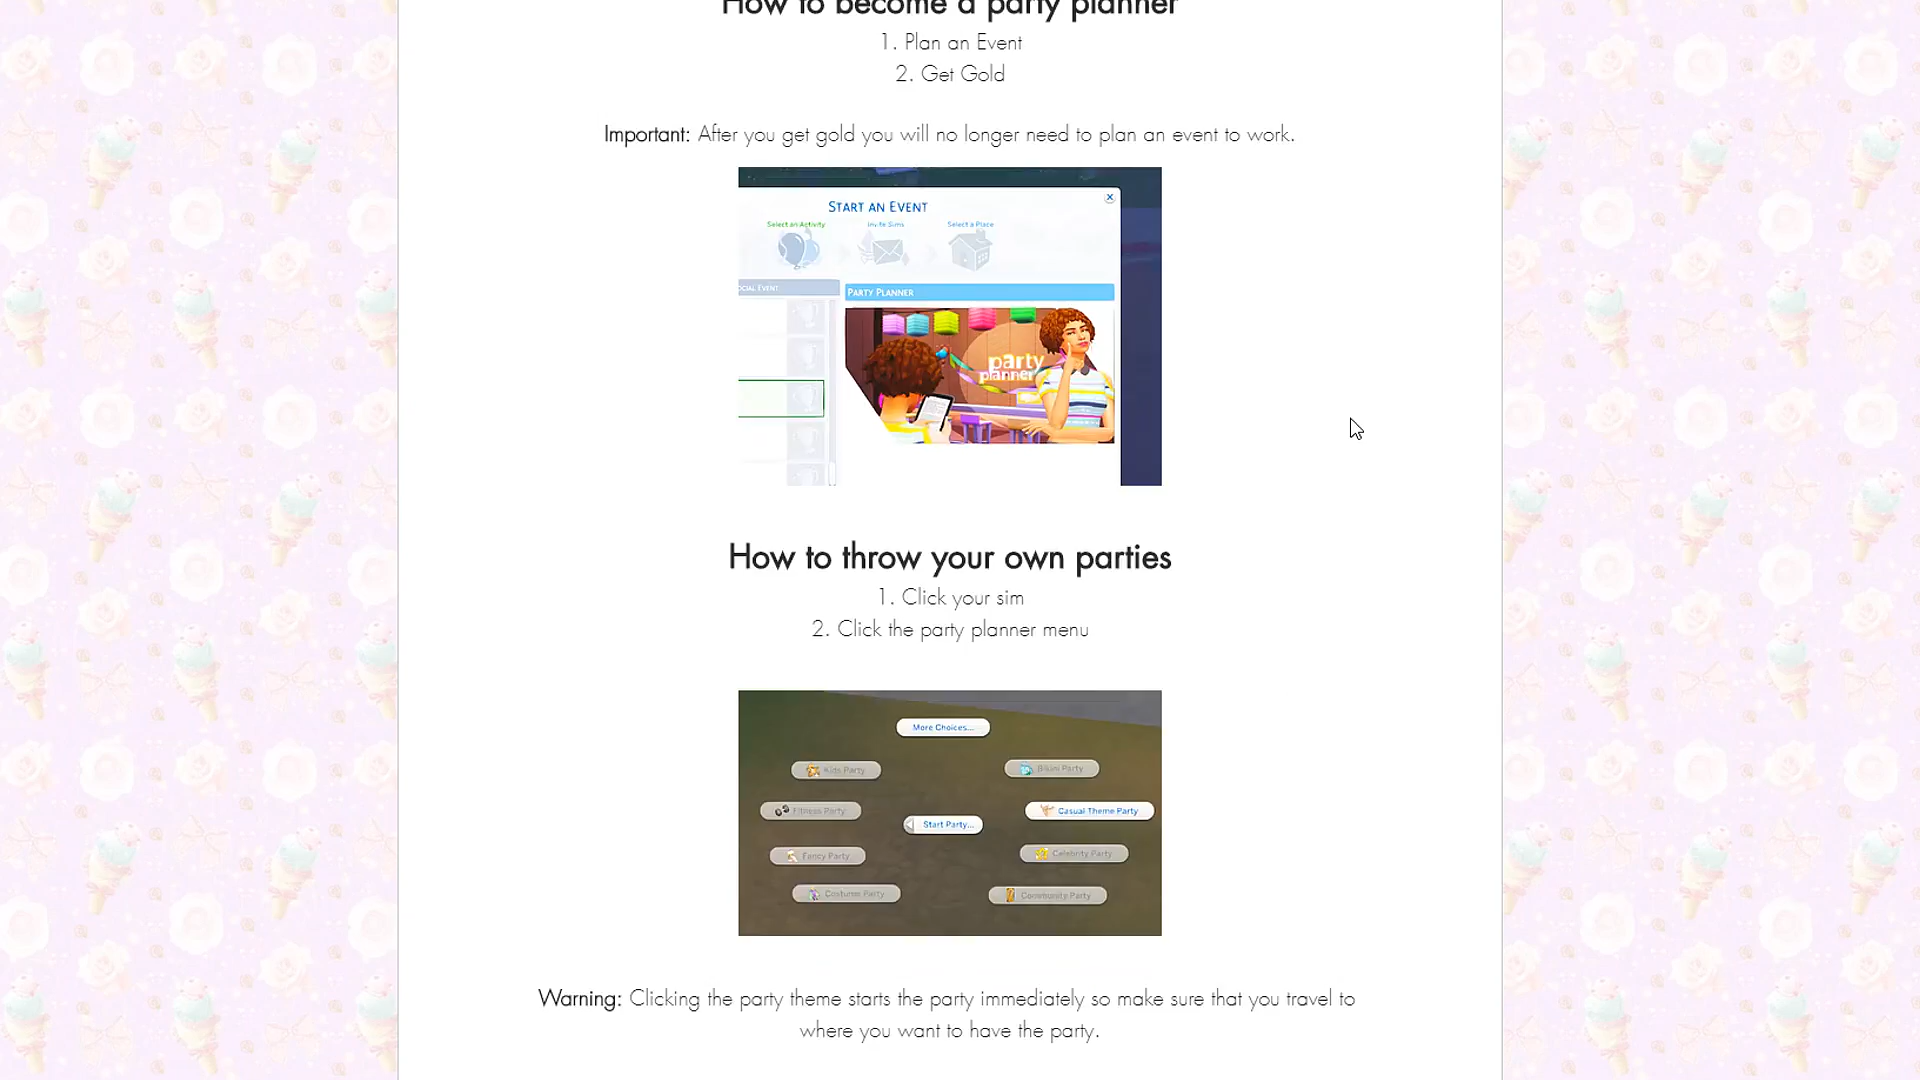 How to become a party planner
1. Plan an Event
2. Get Gold
Important: After you get gold you will no longer need to plan an event to work.
START AN EVENT
Select an Activity
Invite Sims
Select a Place
OCIAL EVENT
PARTY PLANNER
party
planner
How to throw your own parties
1. Click your sim
2. Click the party planner menu
More Choices...
Kids Party
Bikini Party
Fitness Party
Casual Theme Party
Start Party...
Fancy Party
Celebrity Party
Costume Party
Community Party
Warning: Clicking the party theme starts the party immediately so make sure that you travel to
where you want to have the party.